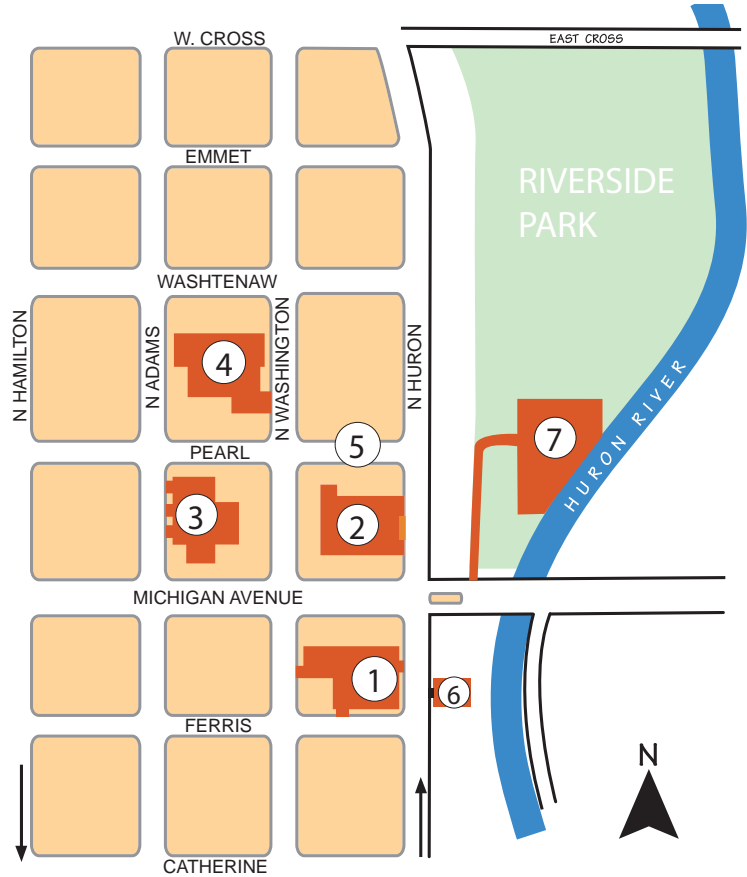 W. CROSS
EAST CROSS
EMMET
RIVERSIDE
PARK
WASHTENAW
N HAMILTON
N ADAMS
N WASHINGTON
N HURON
4
HURON RIVER
5
7
PEARL
3
2
MICHIGAN AVENUE
1
6
FERRIS
N
CATHERINE